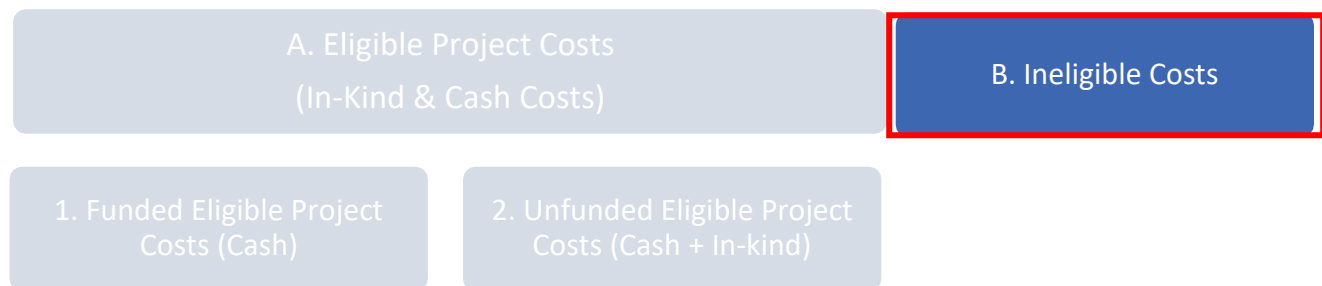 A. Eligible Project Costs
(In-Kind & Cash Costs)
B. Ineligible Costs
1. Funded Eligible Project
Costs (Cash)
2. Unfunded Eligible Project
Costs (Cash + In-kind)